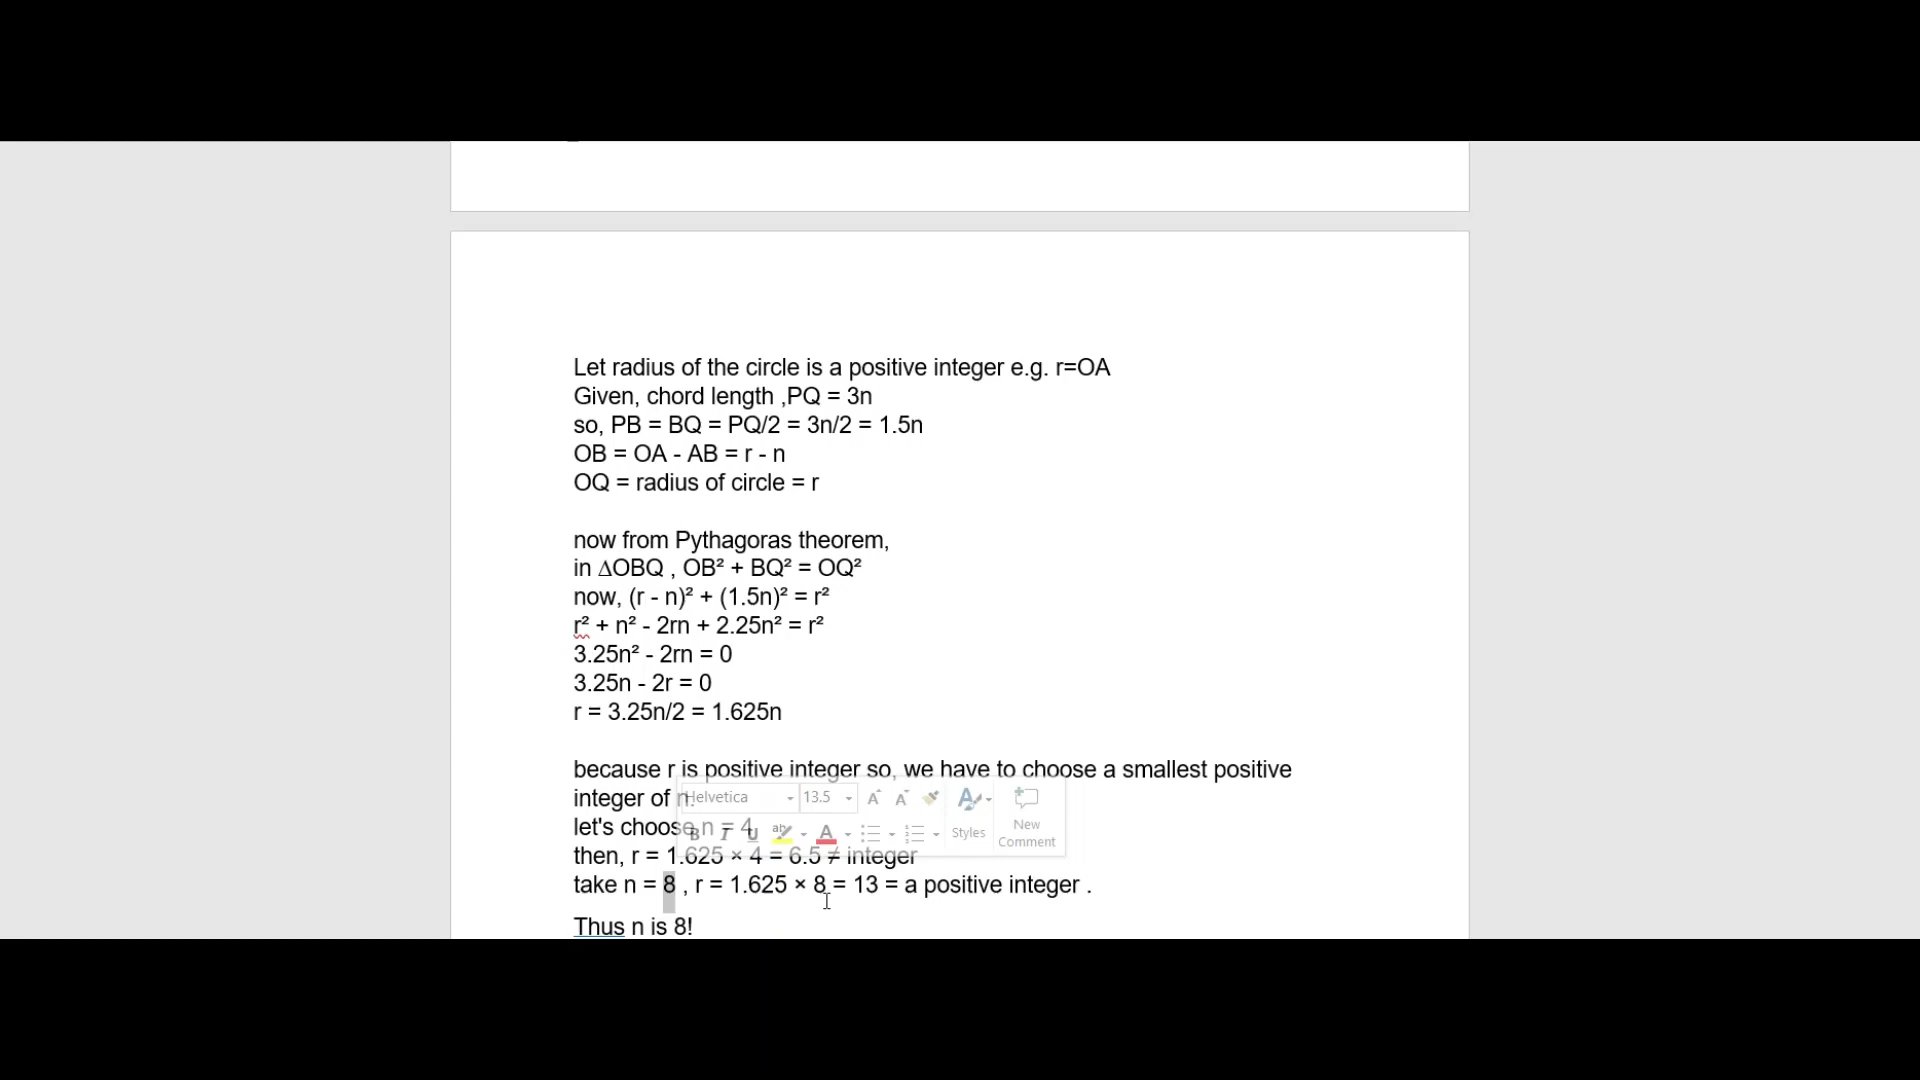 Let radius of the circle is a positive integer e.g. r=OA
Given, chord length ,PQ = 3n
so, PB = BQ = PQ/2 = 3n/2 = 1.5n
OB = OA - AB = r - n
OQ = radius of circle = r
now from Pythagoras theorem,
in ∆OBQ , OB² + BQ² = OQ²
now, (r - n)² + (1.5n)² = r²
r² + n² - 2rn + 2.25n² = r²
3.25n² - 2rn = 0
3.25n - 2r = 0
r = 3.25n/2 = 1.625n
because r is positive integer so, we have to choose a smallest positive
integer of n.
Helvetica 13.5
let's choose n = 4
B I U ab A Styles New Comment
then, r = 1.625 × 4 = 6.5 ≠ integer
take n = 8 , r = 1.625 × 8 = 13 = a positive integer .
Thus n is 8!